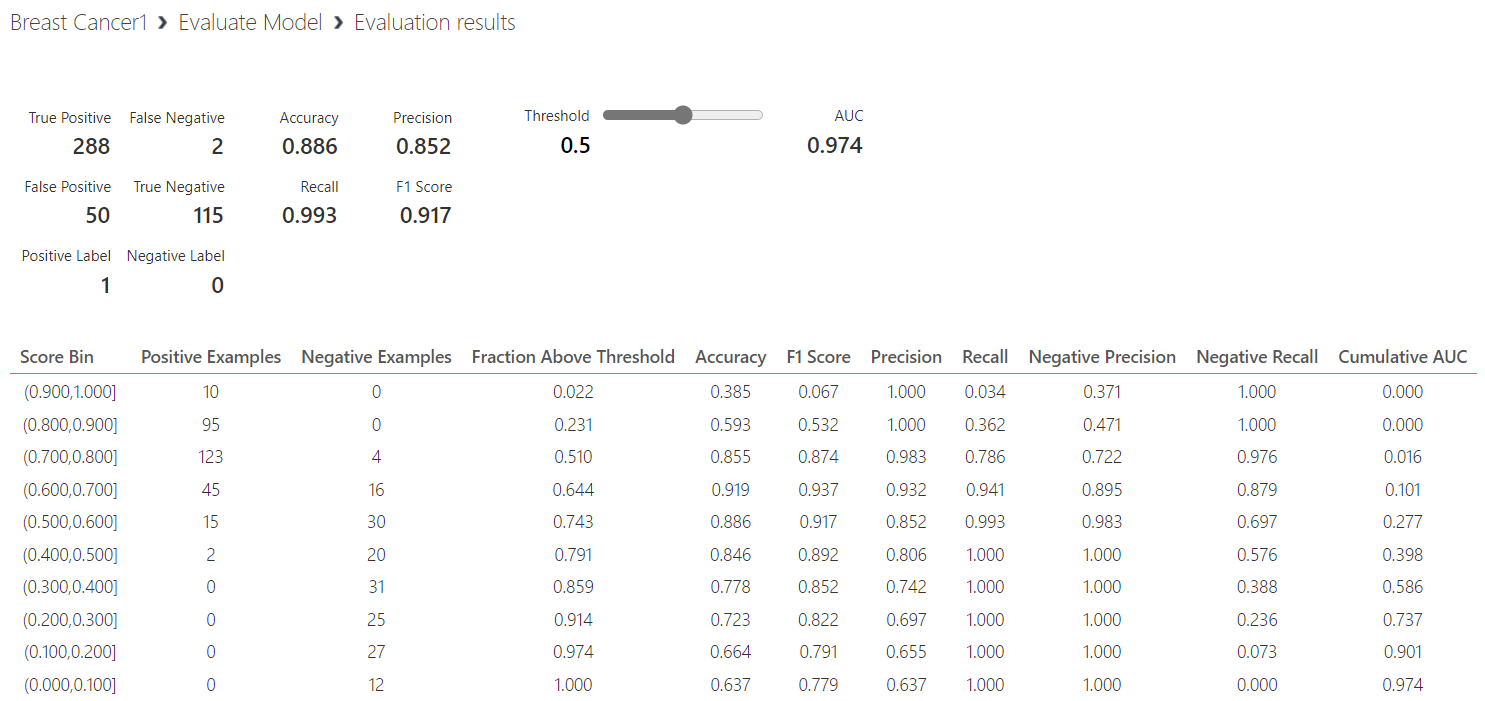 Breast Cancer1 › Evaluate Model › Evaluation results
True Positive False Negative Accuracy Precision Threshold AUC
288 2 0.886 0.852 0.5 0.974
False Positive True Negative Recall F1 Score
50 115 0.993 0.917
Positive Label Negative Label
1 0
Score Bin Positive Examples Negative Examples Fraction Above Threshold Accuracy F1 Score Precision Recall Negative Precision Negative Recall Cumulative AUC
(0.900,1.000] 10 0 0.022 0.385 0.067 1.000 0.034 0.371 1.000 0.000
(0.800,0.900] 95 0 0.231 0.593 0.532 1.000 0.362 0.471 1.000 0.000
(0.700,0.800] 123 4 0.510 0.855 0.874 0.983 0.786 0.722 0.976 0.016
(0.600,0.700] 45 16 0.644 0.919 0.937 0.932 0.941 0.895 0.879 0.101
(0.500,0.600] 15 30 0.743 0.886 0.917 0.852 0.993 0.983 0.697 0.277
(0.400,0.500] 2 20 0.791 0.846 0.892 0.806 1.000 1.000 0.576 0.398
(0.300,0.400] 0 31 0.859 0.778 0.852 0.742 1.000 1.000 0.388 0.586
(0.200,0.300] 0 25 0.914 0.723 0.822 0.697 1.000 1.000 0.236 0.737
(0.100,0.200] 0 27 0.974 0.664 0.791 0.655 1.000 1.000 0.073 0.901
(0.000,0.100] 0 12 1.000 0.637 0.779 0.637 1.000 1.000 0.000 0.974